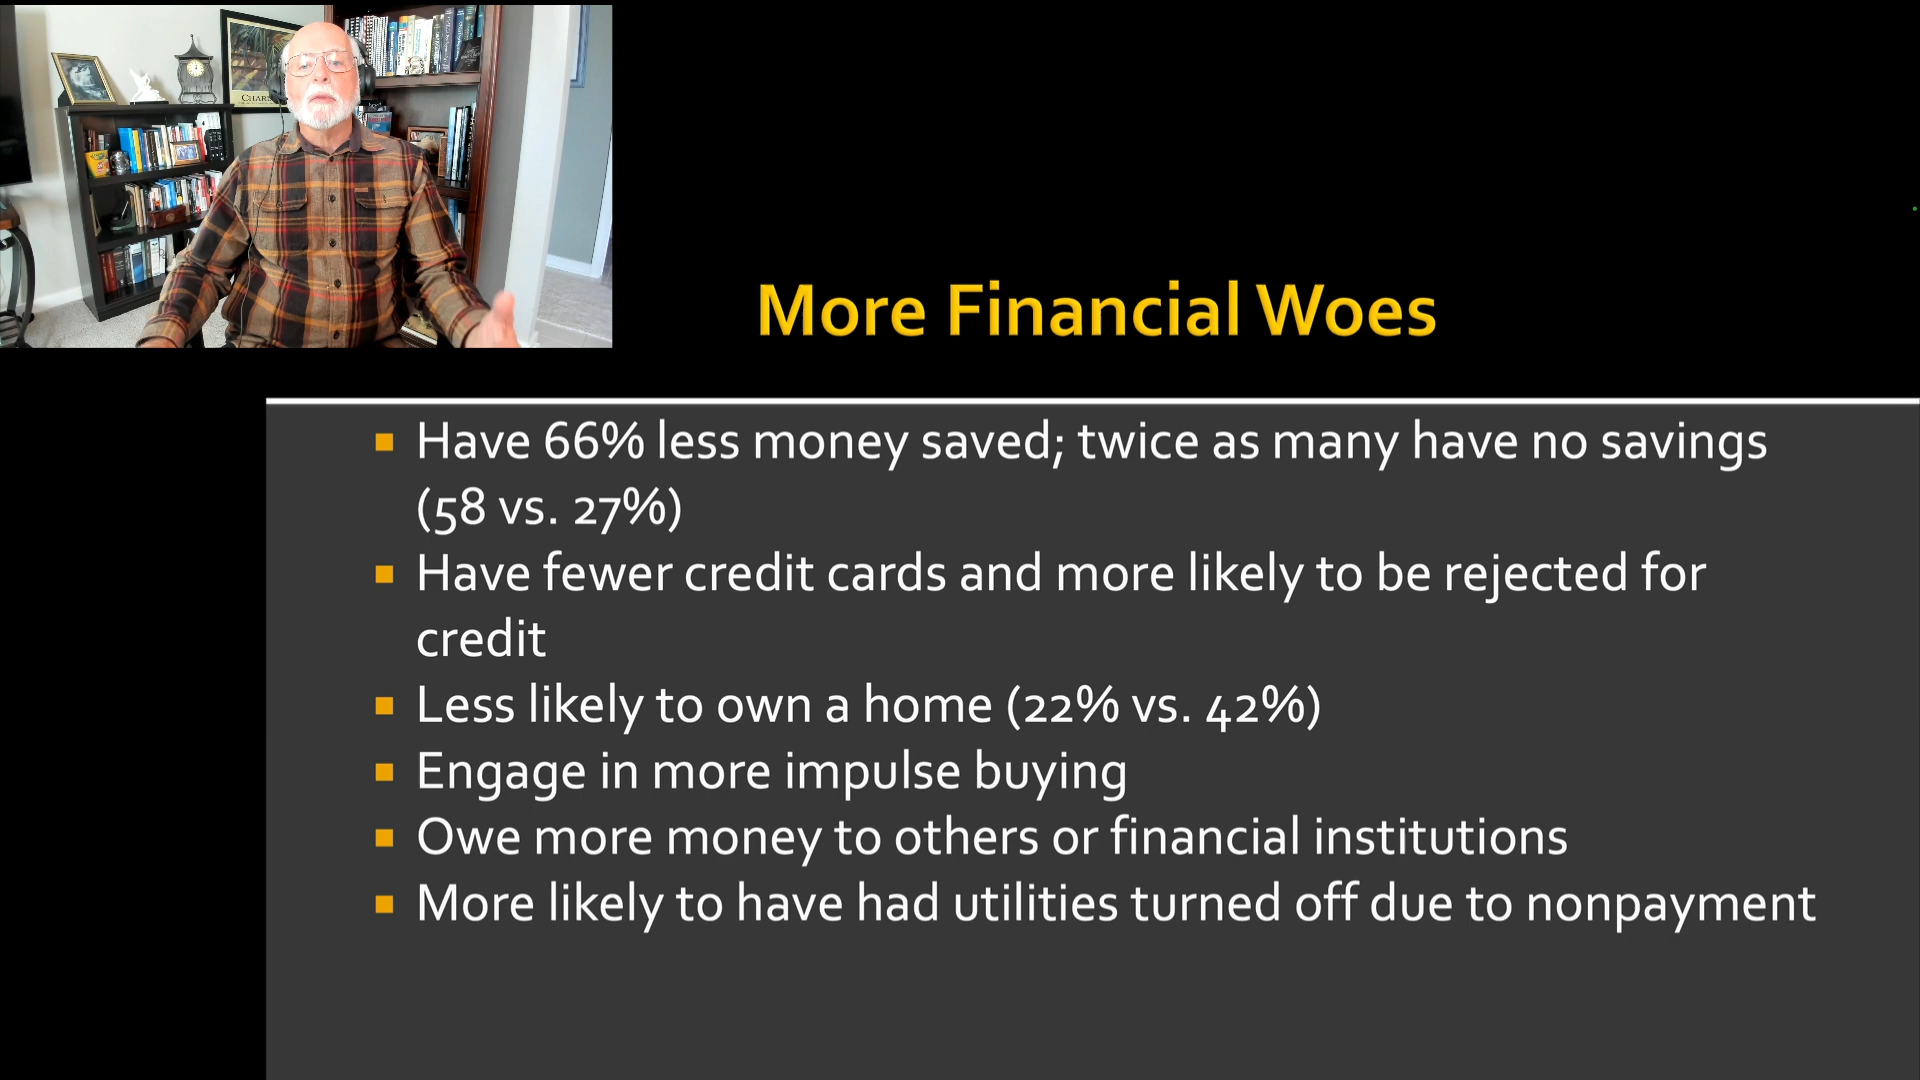 CHAR
More Financial Woes
Have 66% less money saved; twice as many have no savings
(58 vs. 27%)
Have fewer credit cards and more likely to be rejected for
credit
Less likely to own a home (22% vs. 42%)
Engage in more impulse buying
Owe more money to others or financial institutions
More likely to have had utilities turned off due to nonpayment